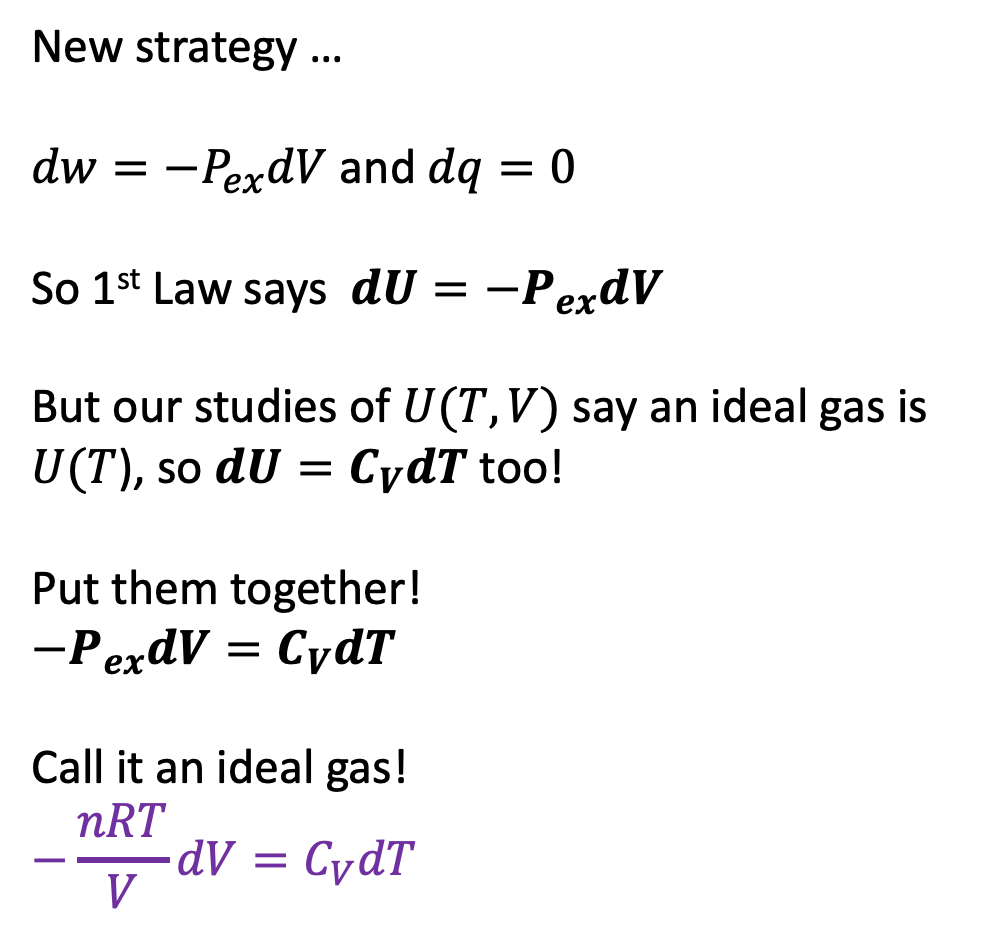 New strategy …
dw = −P_ex dV and dq = 0
So 1st Law says dU = −P_ex dV
But our studies of U(T, V) say an ideal gas is
U(T), so dU = C_V dT too!
Put them together!
−P_ex dV = C_V dT
Call it an ideal gas!
−nRT/V dV = C_V dT